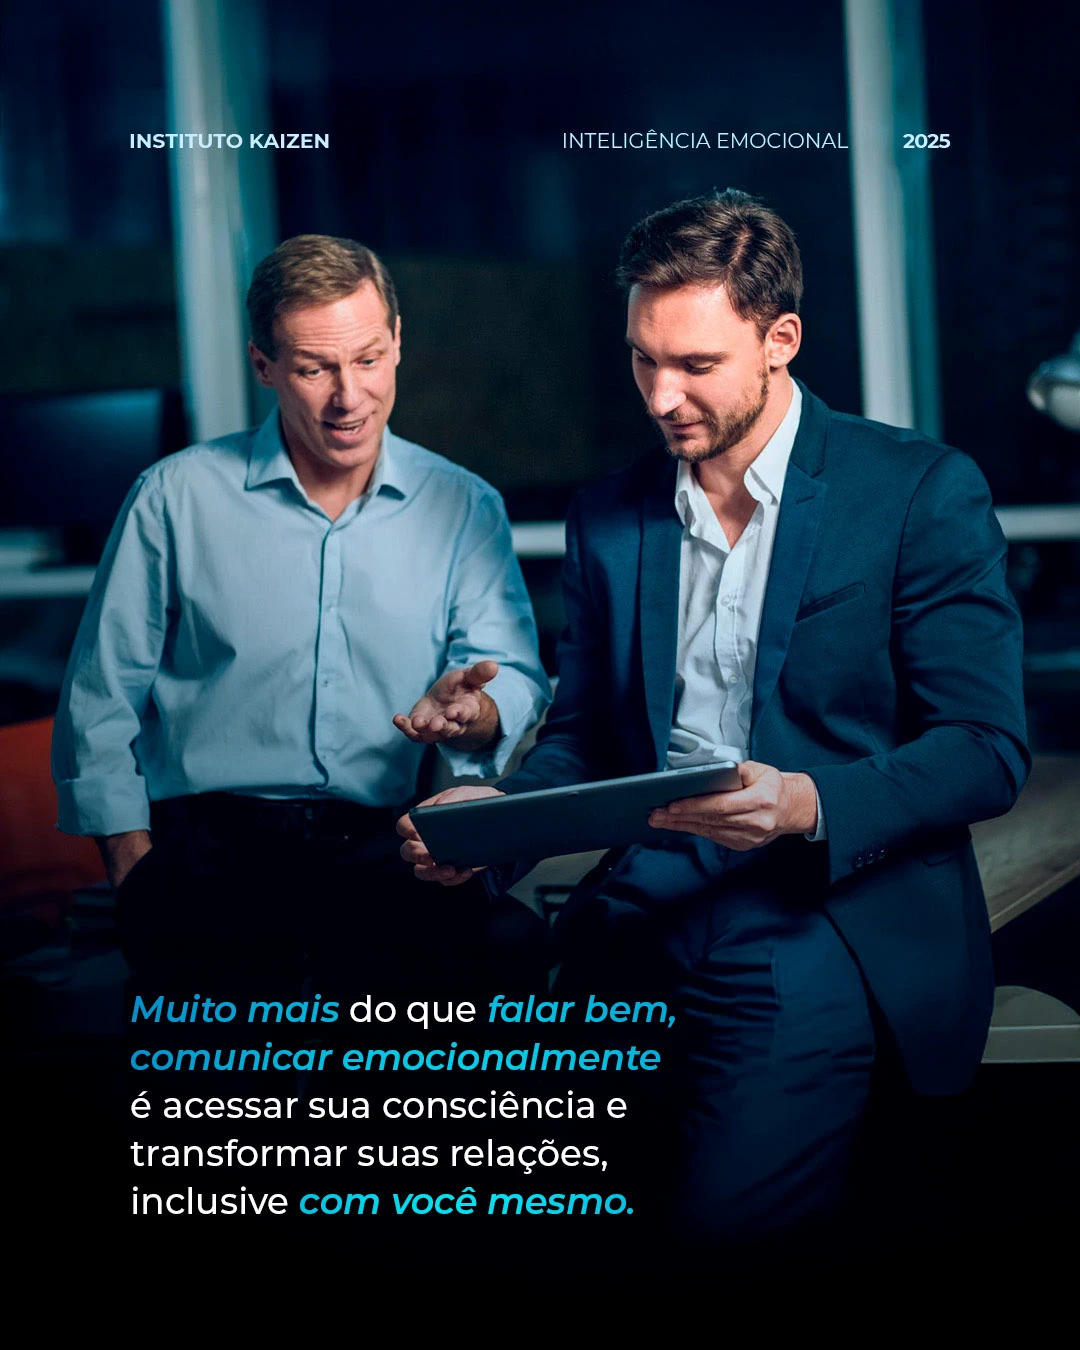 INSTITUTO KAIZEN
INTELIGÊNCIA EMOCIONAL
2025
Muito mais do que falar bem,
comunicar emocionalmente
é acessar sua consciência e
transformar suas relações,
inclusive com você mesmo.